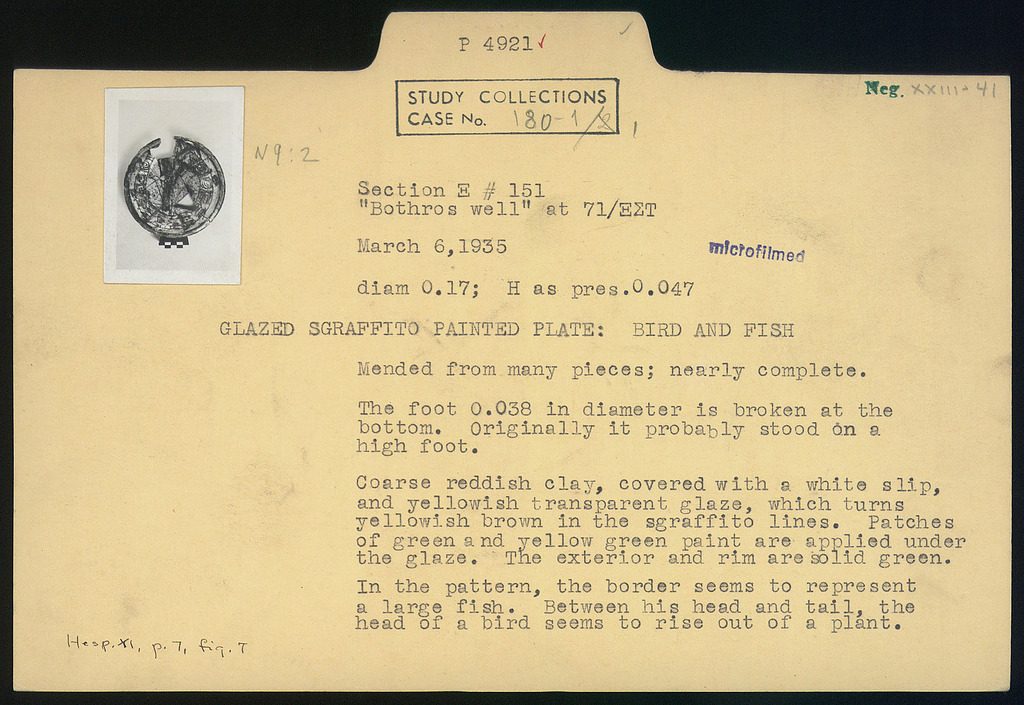 P 4921✓
Neg. XXIII-41
STUDY COLLECTIONS
CASE No. 180-1/2 1
N 9:2
Section E # 151
"Bothros well" at 71/ΕΣΤ
March 6,1935
microfilmed
diam 0.17; H as pres.0.047
GLAZED SGRAFFITO PAINTED PLATE: BIRD AND FISH
Mended from many pieces; nearly complete.
The foot 0.038 in diameter is broken at the
bottom. Originally it probably stood on a
high foot.
Coarse reddish clay, covered with a white slip,
and yellowish transparent glaze, which turns
yellowish brown in the sgraffito lines. Patches
of green and yellow green paint are applied under
the glaze. The exterior and rim are solid green.
In the pattern, the border seems to represent
a large fish. Between his head and tail, the
head of a bird seems to rise out of a plant.
Hesp. XI, p. 7, fig. 7